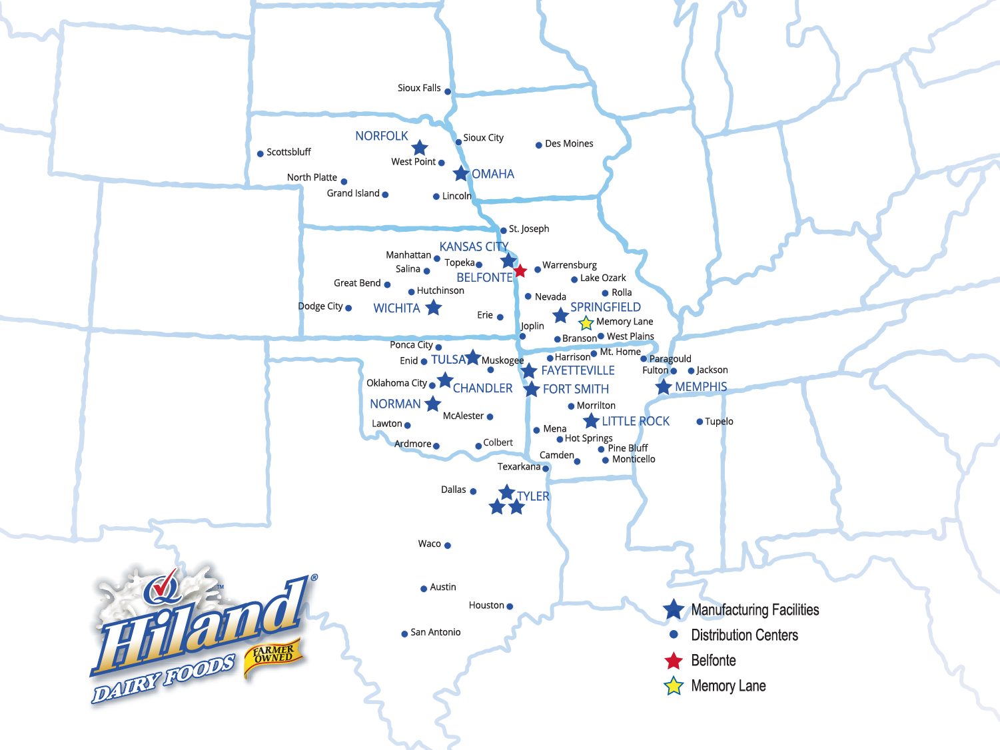 Sioux Falls
NORFOLK
Sioux City
Des Moines
Scottsbluff
West Point
OMAHA
North Platte
Grand Island
Lincoln
St. Joseph
KANSAS CITY
Manhattan
Topeka
Salina
Warrensburg
BELFONTE
Lake Ozark
Great Bend
Hutchinson
Rolla
Nevada
Dodge City
WICHITA
SPRINGFIELD
Erie
Memory Lane
Joplin
Branson
West Plains
Ponca City
Mt. Home
Enid
TULSA
Muskogee
Harrison
Paragould
FAYETTEVILLE
Fulton
Jackson
Oklahoma City
CHANDLER
FORT SMITH
MEMPHIS
NORMAN
Morrilton
McAlester
LITTLE ROCK
Tupelo
Lawton
Mena
Ardmore
Colbert
Hot Springs
Pine Bluff
Camden
Monticello
Texarkana
Dallas
TYLER
Waco
Austin
Houston
San Antonio
Q
TM
Hiland®
DAIRY FOODS
FARMER
OWNED
Manufacturing Facilities
Distribution Centers
Belfonte
Memory Lane